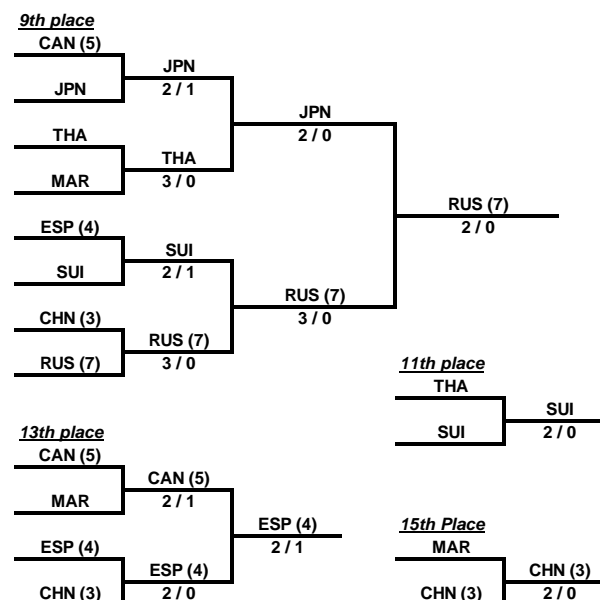 9th place
CAN (5)
JPN
JPN
2 / 1
THA
MAR
THA
3 / 0
JPN
2 / 0
ESP (4)
SUI
SUI
2 / 1
CHN (3)
RUS (7)
RUS (7)
3 / 0
RUS (7)
3 / 0
RUS (7)
2 / 0
11th place
THA
SUI
SUI
2 / 0
13th place
CAN (5)
MAR
CAN (5)
2 / 1
ESP (4)
CHN (3)
ESP (4)
2 / 0
ESP (4)
2 / 1
15th Place
MAR
CHN (3)
CHN (3)
2 / 0